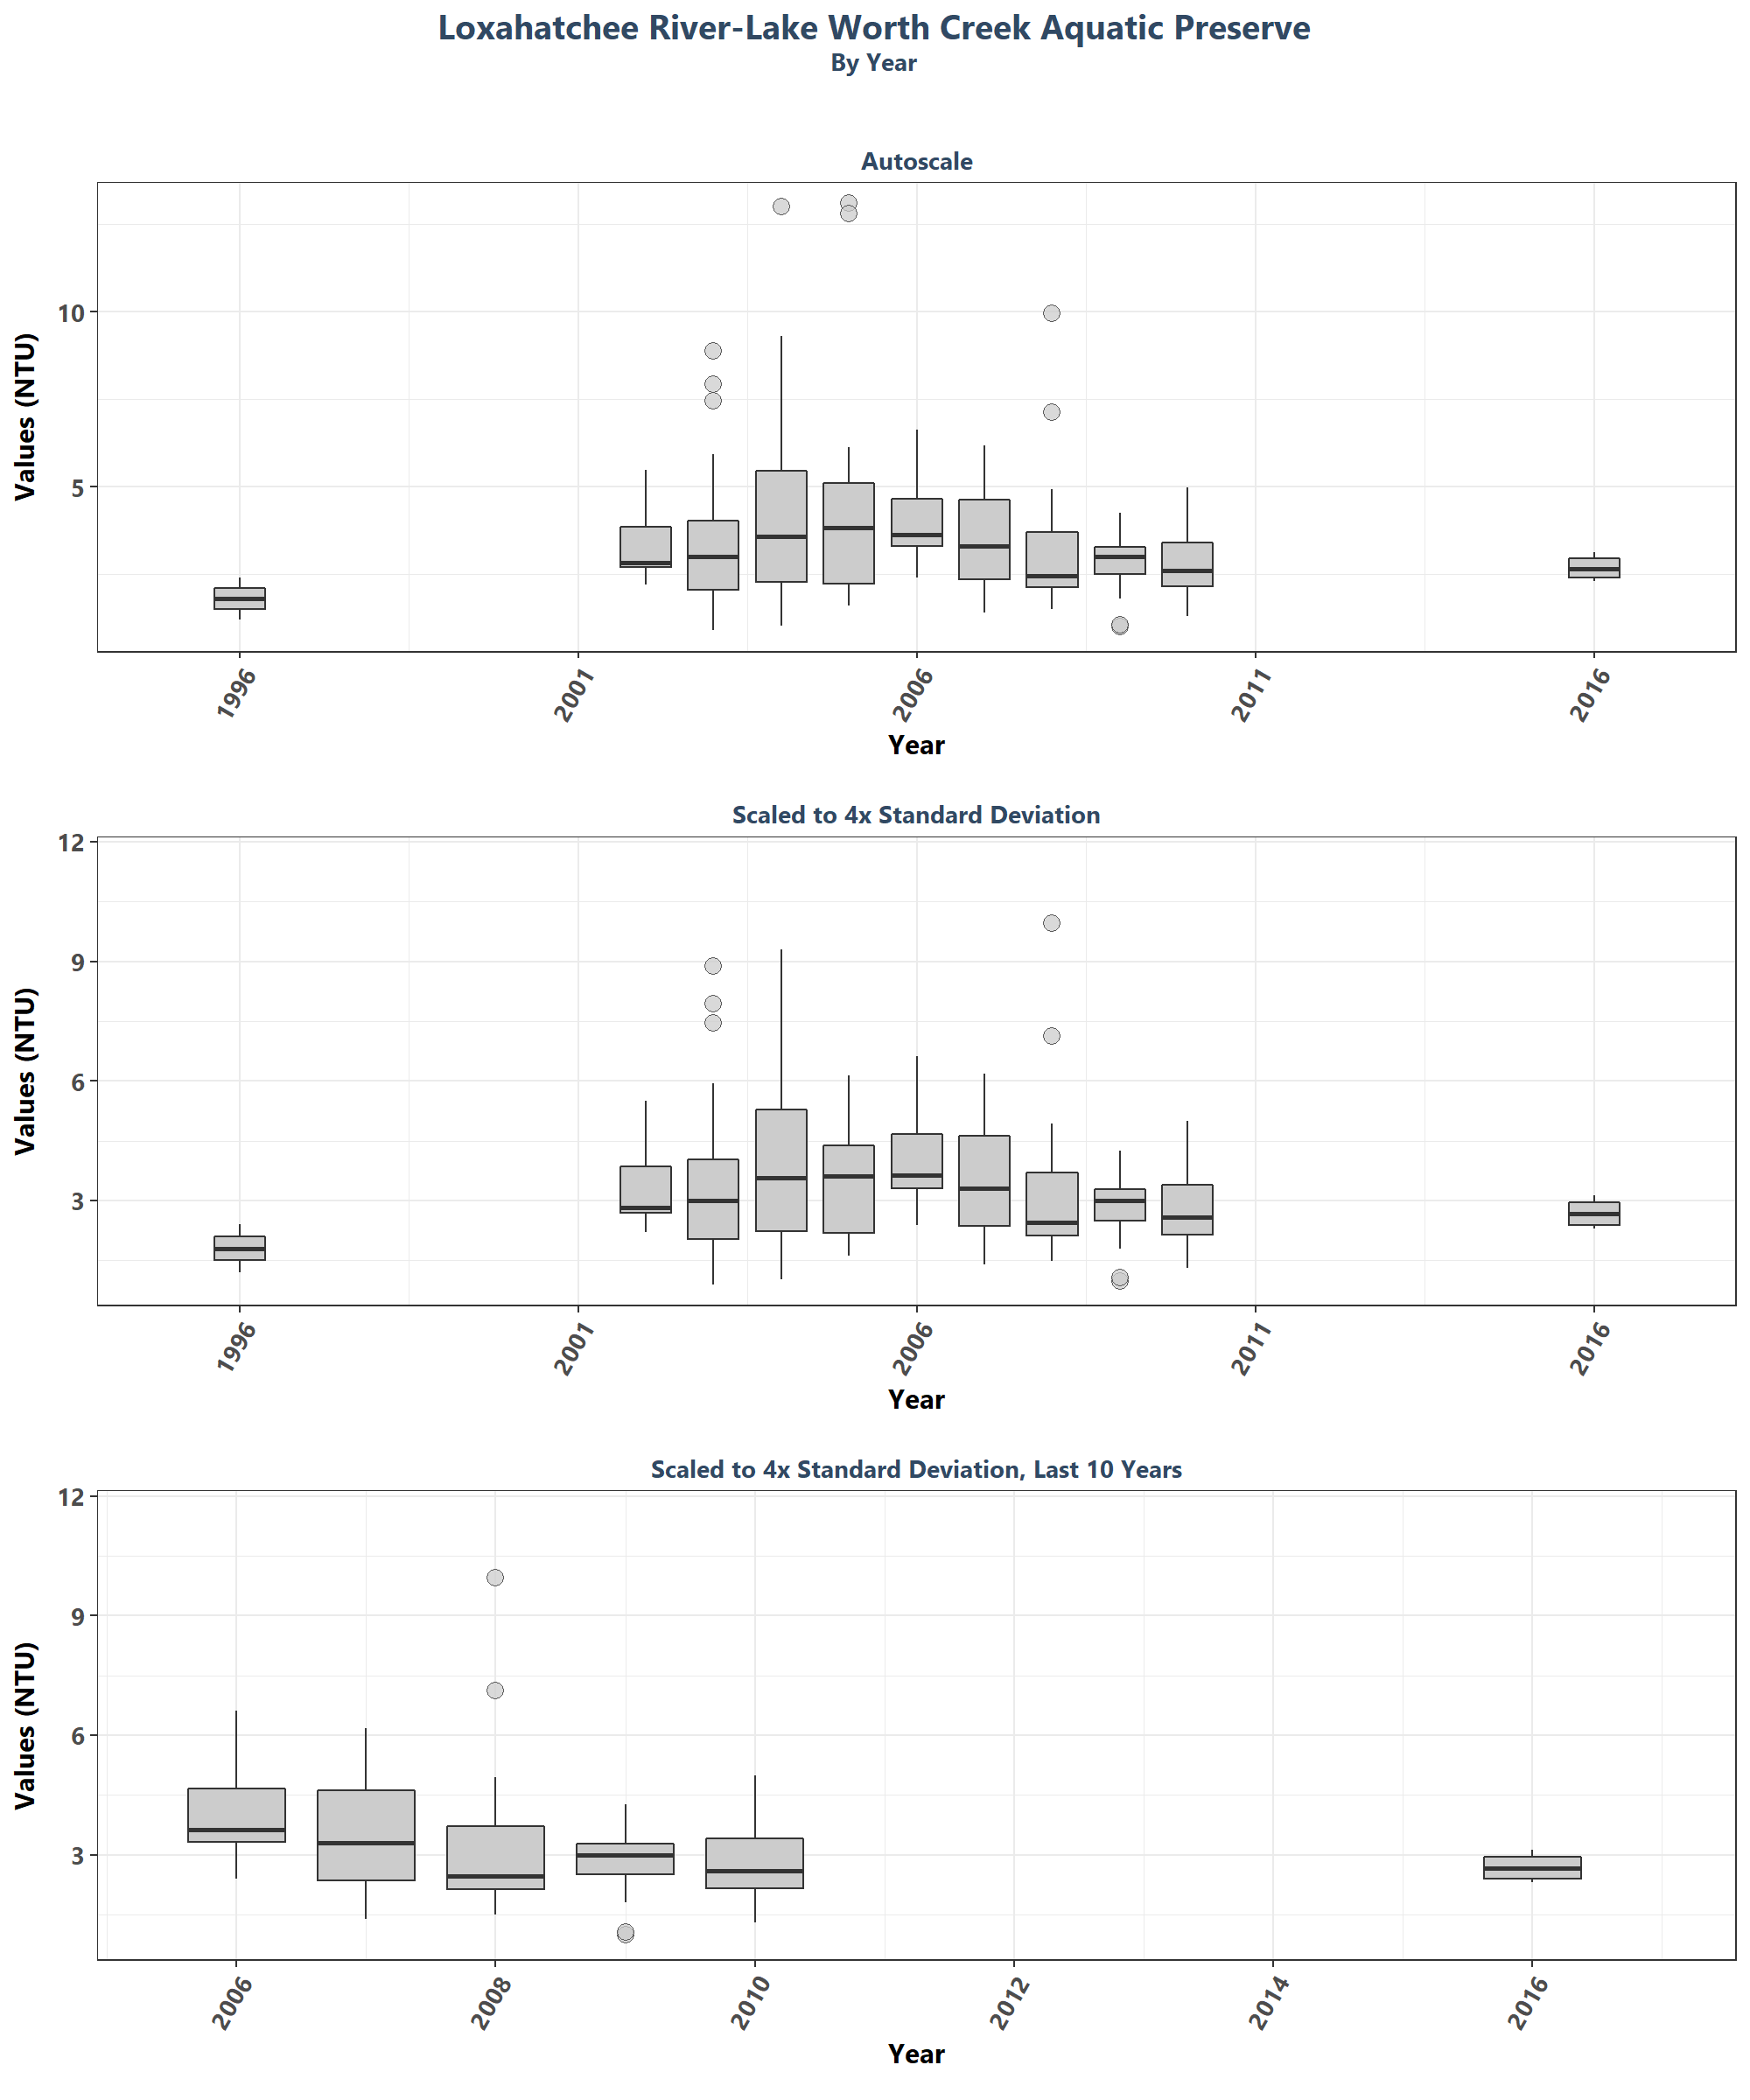 Loxahatchee River-Lake Worth Creek Aquatic Preserve
By Year
Autoscale
Values (NTU)
10
5
1996 2001 2006 2011 2016
Year
Scaled to 4x Standard Deviation
Values (NTU)
12
9
6
3
1996 2001 2006 2011 2016
Year
Scaled to 4x Standard Deviation, Last 10 Years
Values (NTU)
12
9
6
3
2006 2008 2010 2012 2014 2016
Year